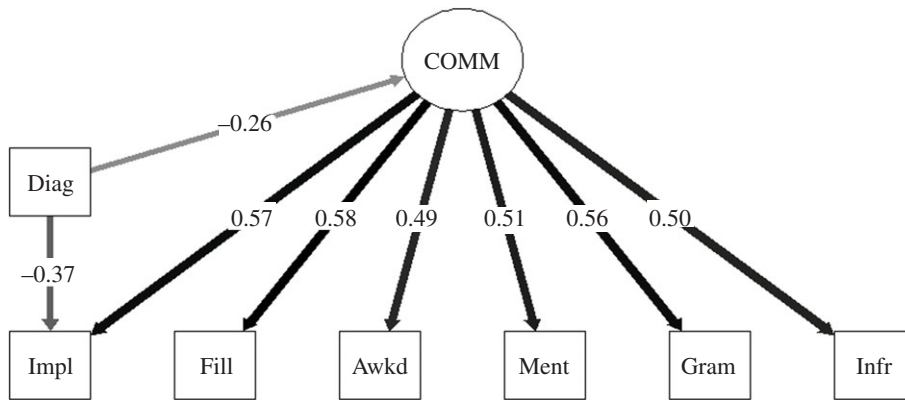 COMM
–0.26
Diag
0.57
0.58
0.49
0.51
0.56
0.50
–0.37
Impl
Fill
Awkd
Ment
Gram
Infr